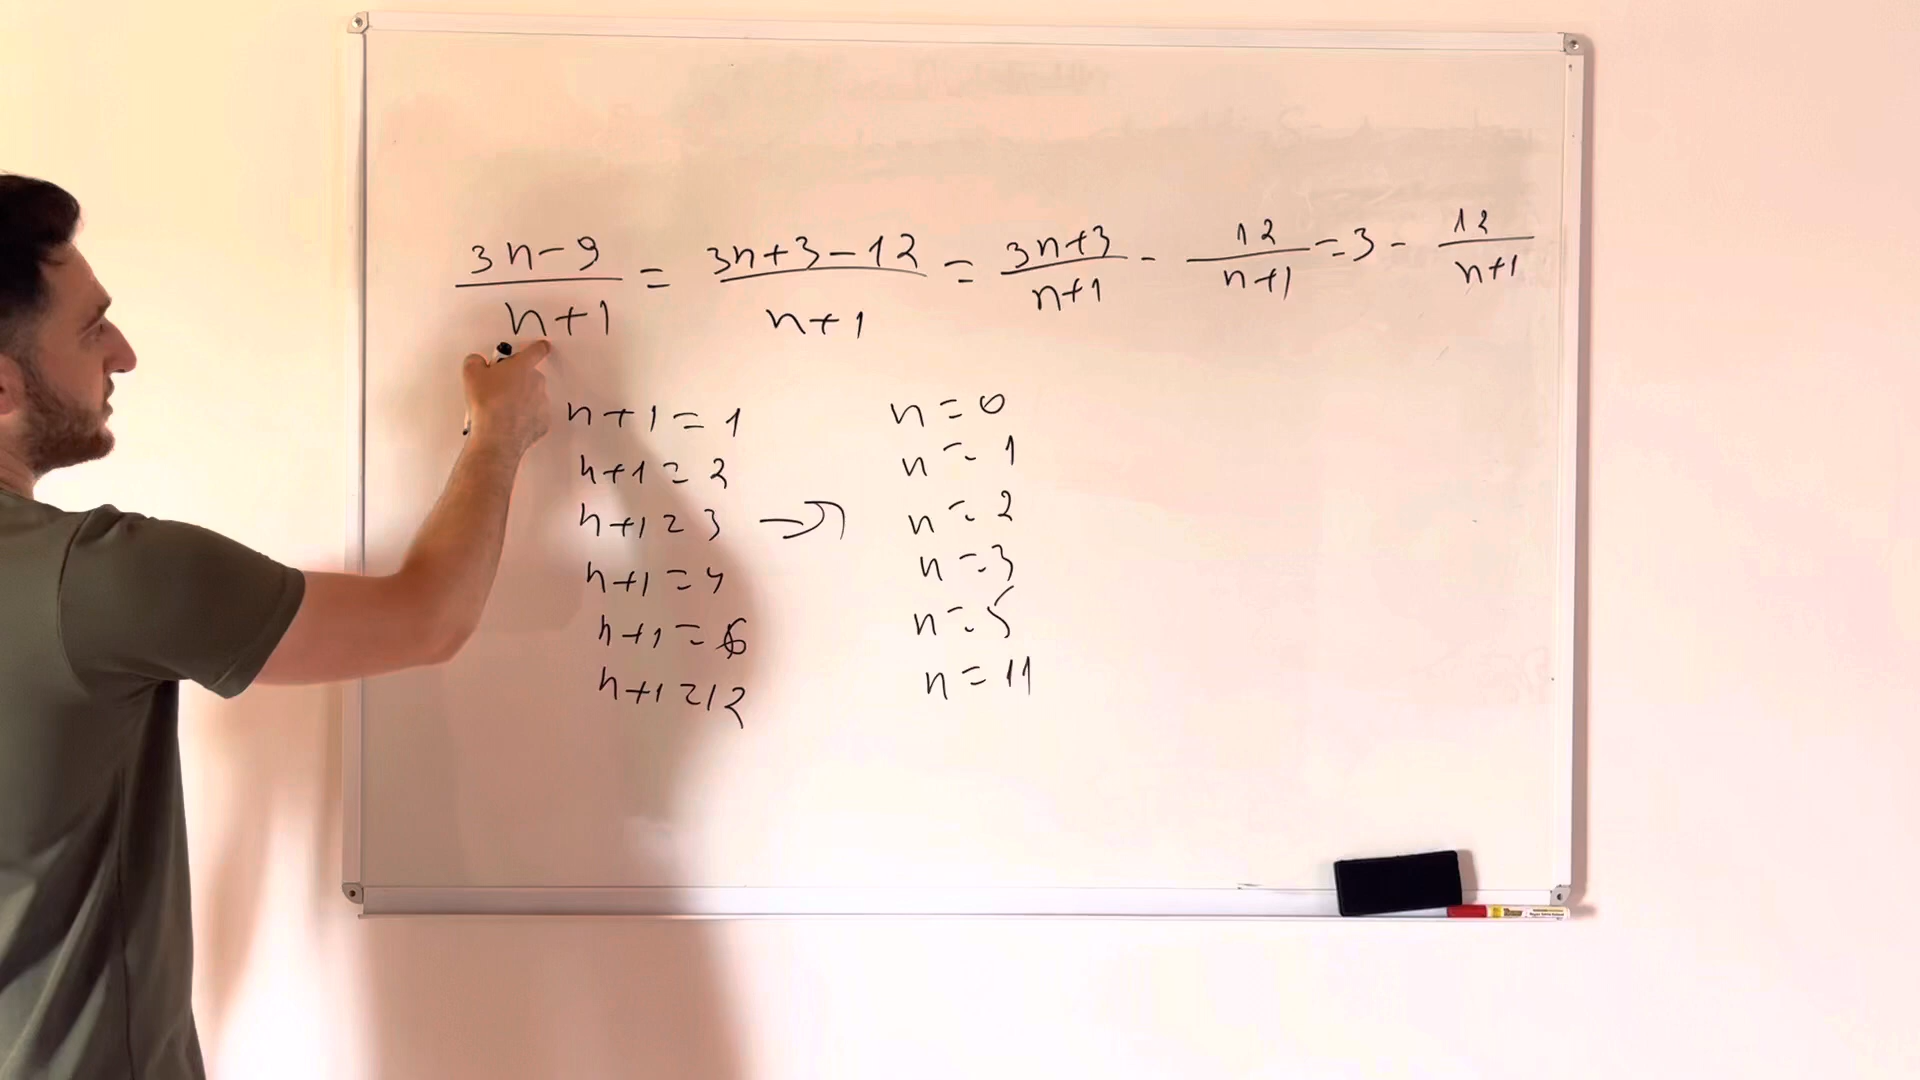 (3n-9)/(n+1) = (3n+3-12)/(n+1) = (3n+3)/(n+1) - 12/(n+1) = 3 - 12/(n+1)
n+1=1 n=0
n+1=2 n=1
n+1=3 => n=2
n+1=4 n=3
n+1=6 n=5
n+1=12 n=11